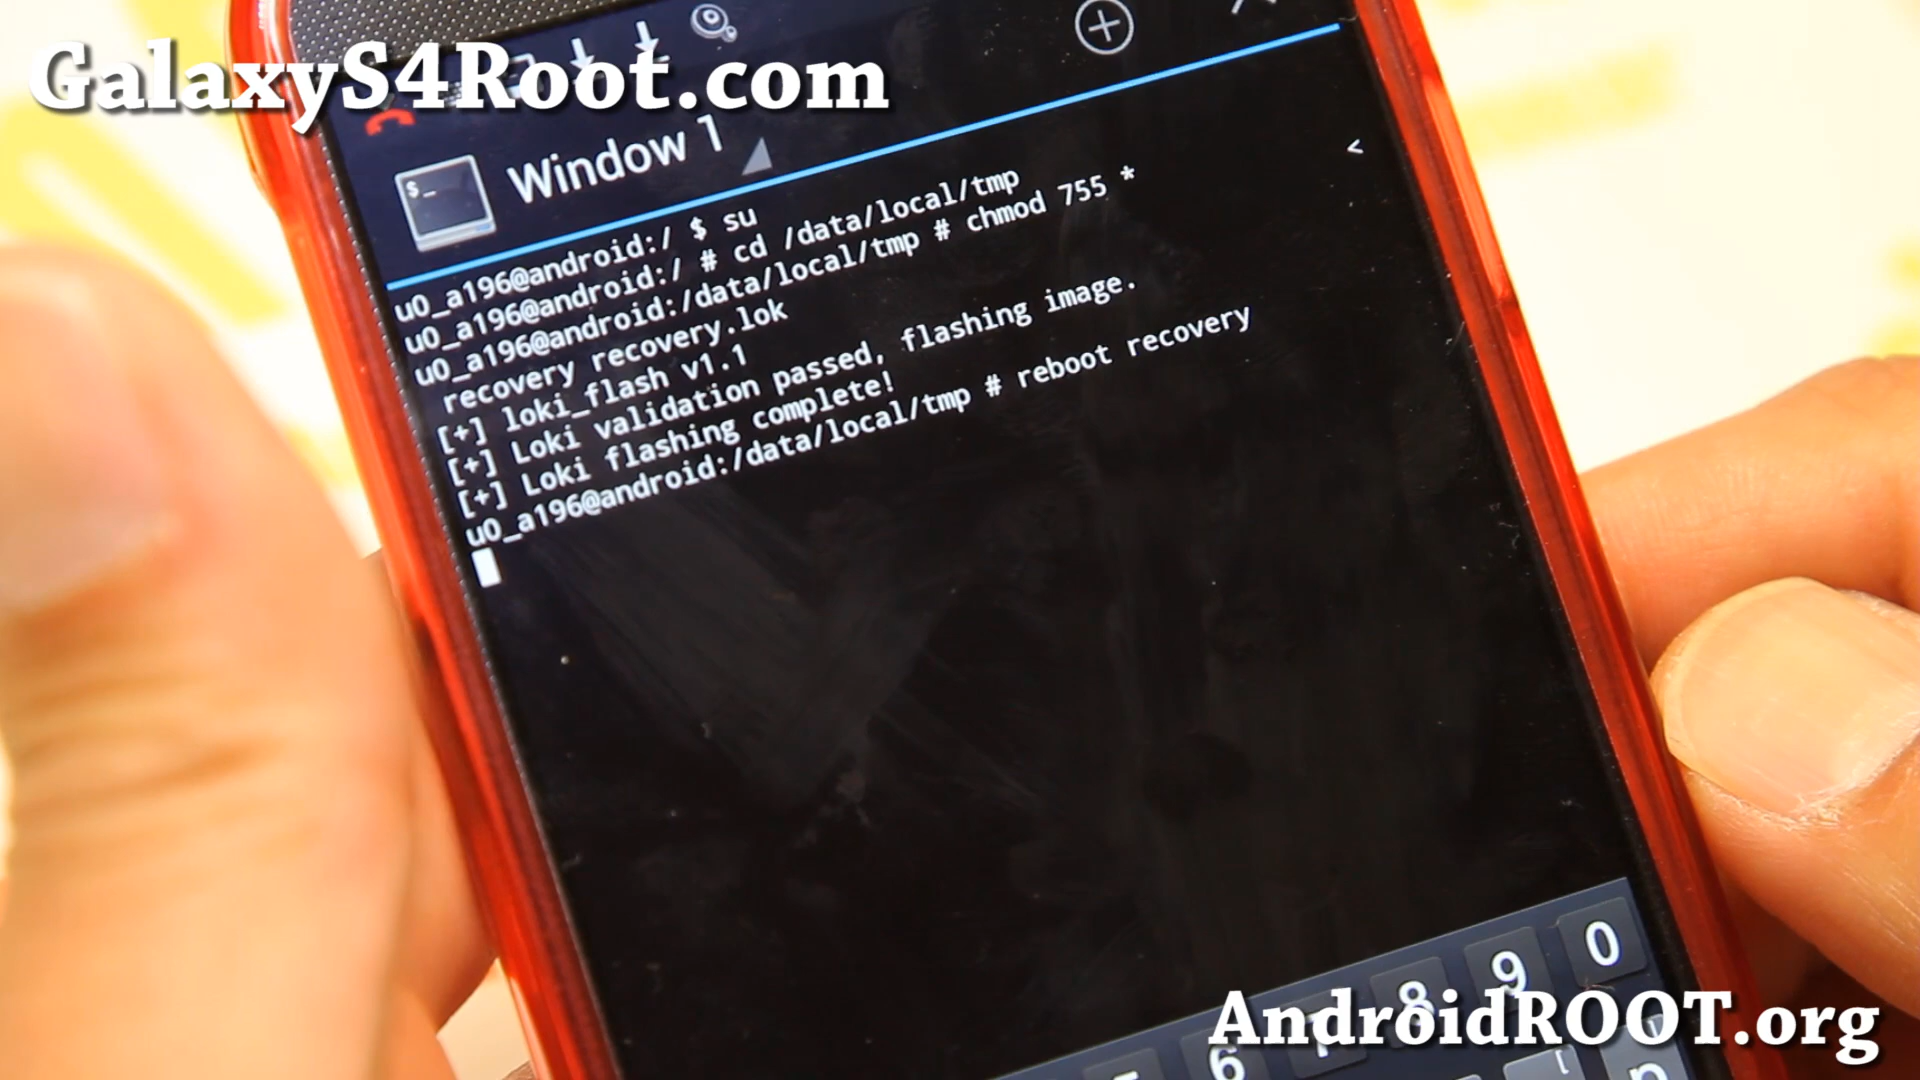 GalaxyS4Root.com
$_
Window 1
u0_a196@android:/ $ su
u0_a196@android:/ # cd /data/local/tmp
u0_a196@android:/data/local/tmp # chmod 755 *
<
recovery recovery.lok
[+] loki_flash v1.1
[+] Loki validation passed, flashing image.
[+] Loki flashing complete!
u0_a196@android:/data/local/tmp # reboot recovery
6 8 9 0
AndroidROOT.org